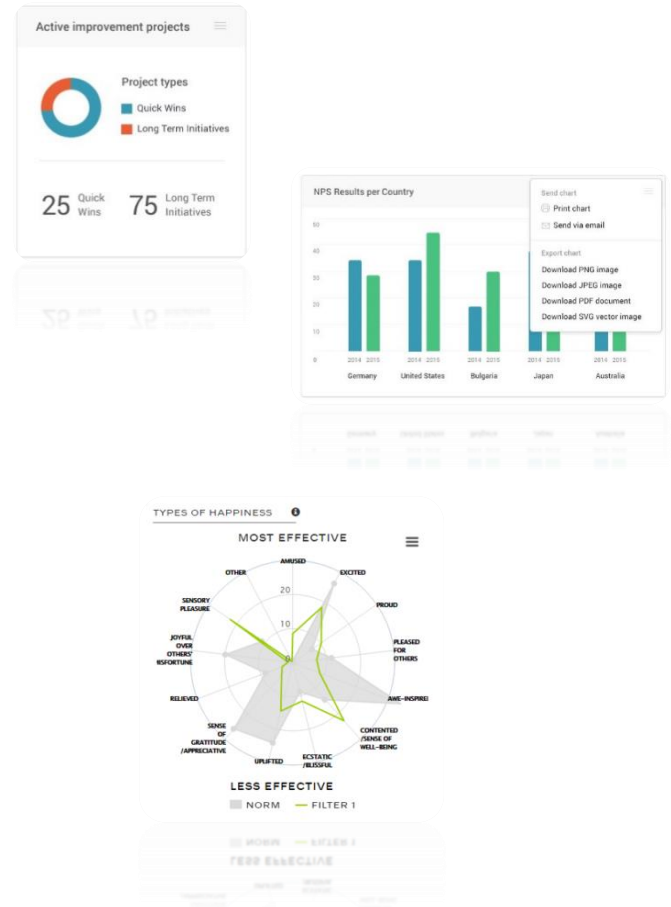 Active improvement projects
Project types
Quick Wins
Long Term Initiatives
25 Quick Wins
75 Long Term Initiatives
NPS Results per Country
Send chart
Print chart
Send via email
Export chart
Download PNG image
Download JPEG image
Download PDF document
Download SVG vector image
50
40
30
20
10
0
2014 2015 2014 2015 2014 2015 2014 2015 2014 2015
Germany United States Bulgaria Japan Australia
TYPES OF HAPPINESS
MOST EFFECTIVE
AMUSED
OTHER
EXCITED
20
SENSORY PLEASURE
PROUD
10
JOYFUL OVER OTHERS' ISFORTUNE
PLEASED FOR OTHERS
0
RELIEVED
AWE-INSPIRE
SENSE OF GRATITUDE /APPRECIATIVE
CONTENTED /SENSE OF WELL-BEING
UPLIFTED
ECSTATIC /BLISSFUL
LESS EFFECTIVE
NORM FILTER 1